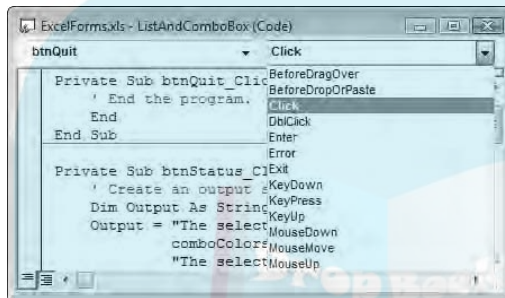 ExcelForms.xls - ListAndComboBox (Code)
btnQuit Click
Private Sub btnQuit_Clic
' End the program.
End
End Sub
Private Sub btnStatus_Cl
' Create an output s
Dim Output As String
Output = "The select
comboColors
"The select
BeforeDragOver
BeforeDropOrPaste
Click
DblClick
Enter
Error
Exit
KeyDown
KeyPress
KeyUp
MouseDown
MouseMove
MouseUp